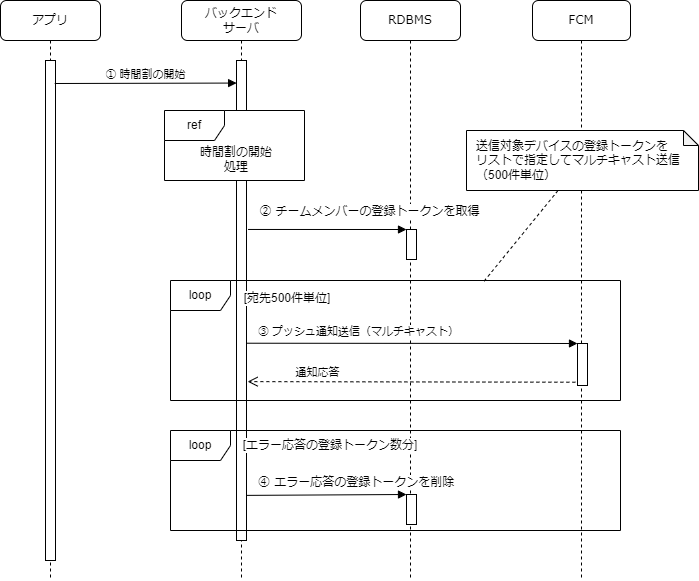 アプリ
バックエンド
サーバ
RDBMS
FCM
① 時間割の開始
ref
時間割の開始
処理
送信対象デバイスの登録トークンを
リストで指定してマルチキャスト送信
（500件単位）
② チームメンバーの登録トークンを取得
loop
[宛先500件単位]
③ プッシュ通知送信（マルチキャスト）
通知応答
loop
[エラー応答の登録トークン数分]
④ エラー応答の登録トークンを削除